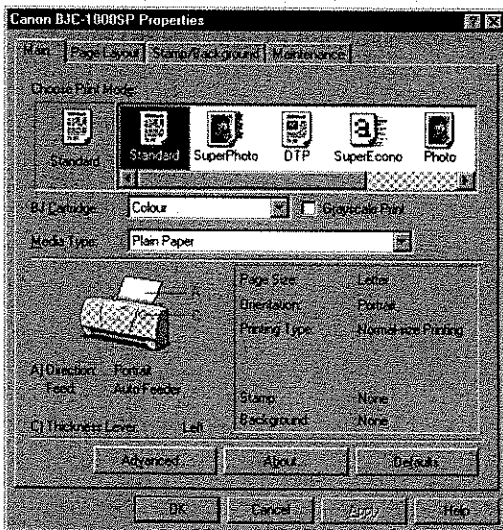 Canon BJC-1000SP Properties
Main Page Layout Stamp/Background Maintenance
Choose Print Mode:
Standard
Standard SuperPhoto DTP SuperEcono Photo
BJ Cartridge: Colour Grayscale Print
Media Type: Plain Paper
A
C
Page Size: Letter
Orientation: Portrait
Printing Type: Normal-size Printing
A) Direction: Portrait
Feed: Auto Feeder
Stamp: None
Background: None
C) Thickness Lever: Left
Advanced... About... Defaults
OK Cancel Apply Help